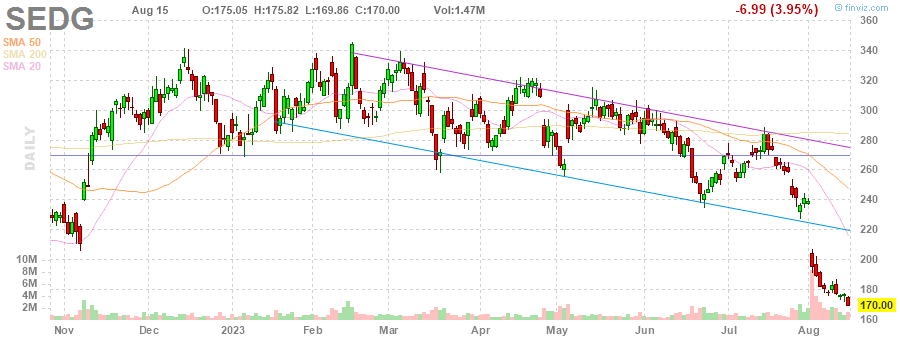 SEDG Aug 15 O:175.05 H:175.82 L:169.86 C:170.00 Vol:1.47M -6.99 (3.95%) © finviz.com
SMA 50
SMA 200
SMA 20
DAILY
360
340
320
300
280
260
240
220
200
180
170.00
160
10M
8M
6M
4M
2M
Nov Dec 2023 Feb Mar Apr May Jun Jul Aug